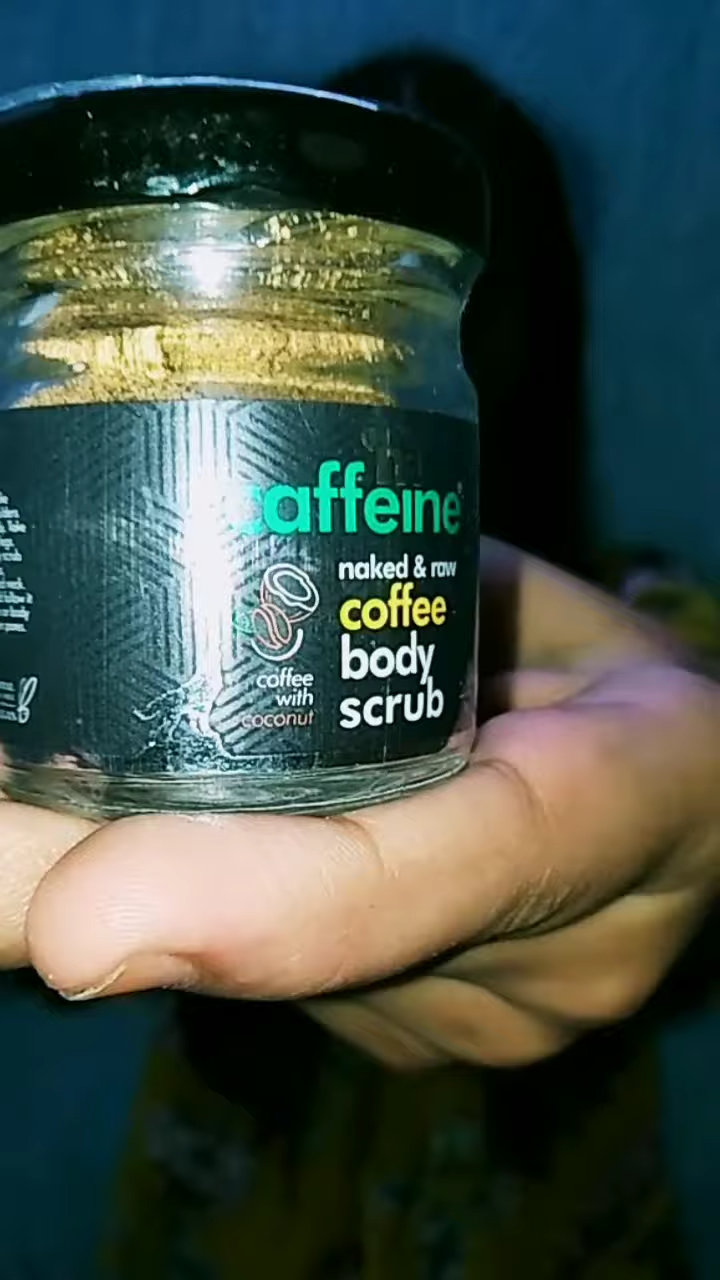 caffeine
naked & raw
coffee
body
scrub
coffee
with
coconut